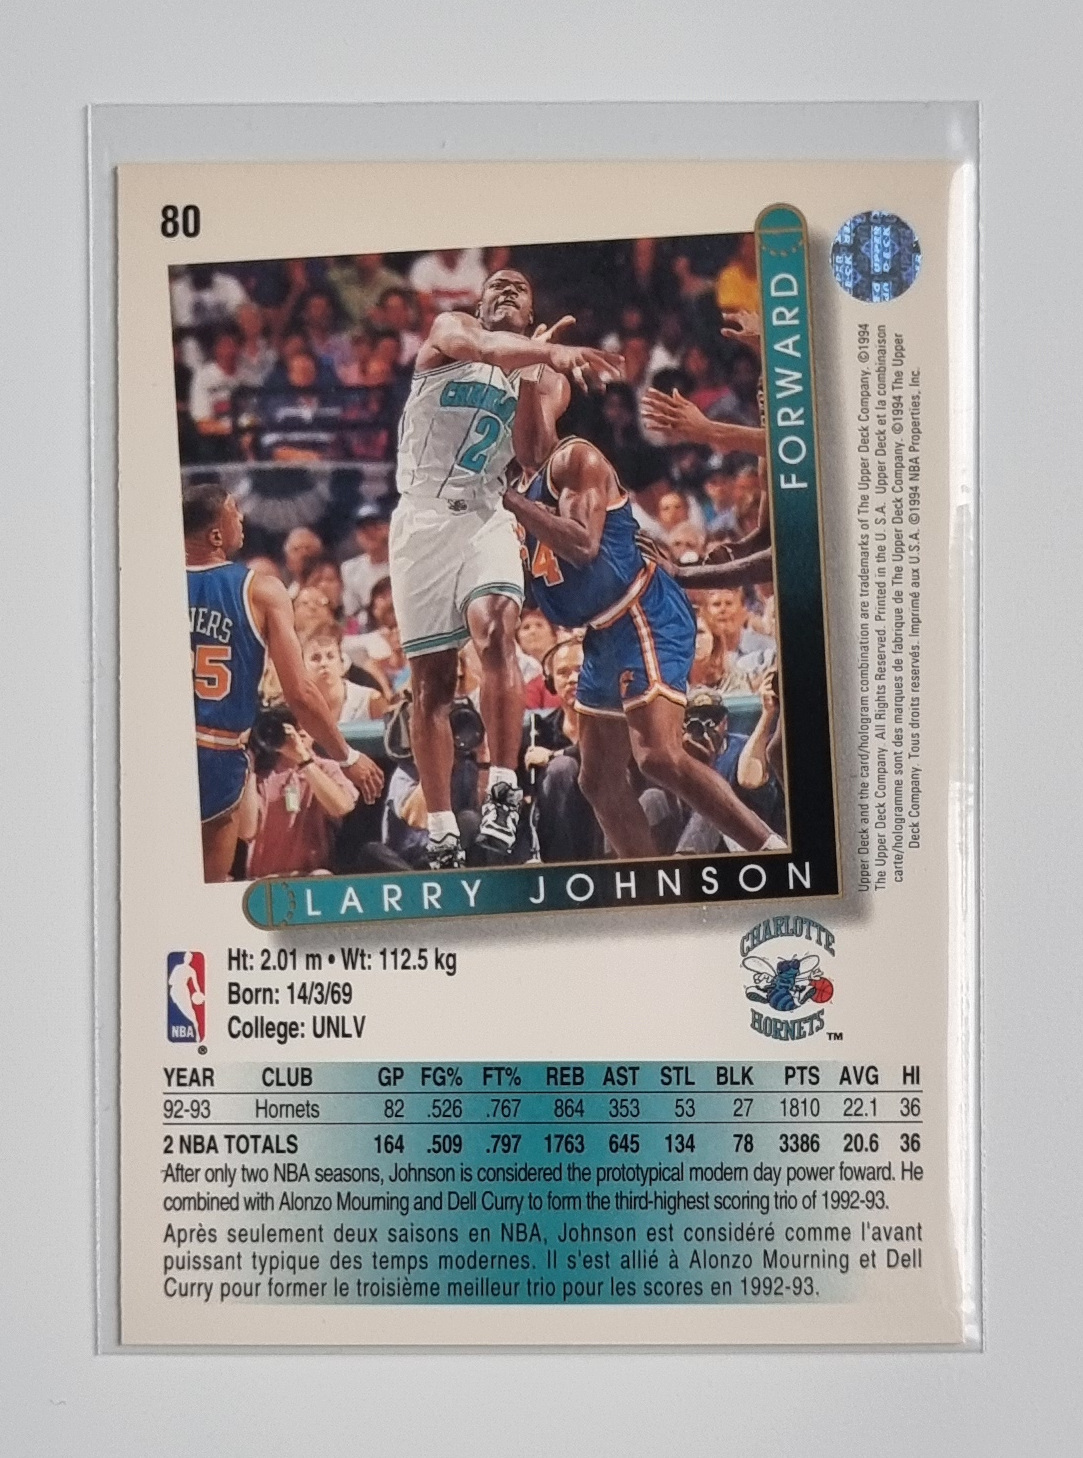 80
FORWARD
CHARLOTTE
2
4
25
LARRY JOHNSON
Upper Deck and the card/hologram combination are trademarks of The Upper Deck Company. ©1994
The Upper Deck Company. All Rights Reserved. Printed in the U. S.A. Upper Deck et la combinaison
carte/hologramme sont des marques de fabrique de The Upper Deck Company. ©1994 The Upper
Deck Company. Tous droits reservés. Imprimé aux U.S.A. ©1994 NBA Properties, Inc.
UPPER DECK
Ht: 2.01 m • Wt: 112.5 kg
Born: 14/3/69
College: UNLV
NBA ®
CHARLOTTE
HORNETS ™
YEAR CLUB GP FG% FT% REB AST STL BLK PTS AVG HI
92-93 Hornets 82 .526 .767 864 353 53 27 1810 22.1 36
2 NBA TOTALS 164 .509 .797 1763 645 134 78 3386 20.6 36
After only two NBA seasons, Johnson is considered the prototypical modern day power foward. He
combined with Alonzo Mourning and Dell Curry to form the third-highest scoring trio of 1992-93.
Après seulement deux saisons en NBA, Johnson est considéré comme l'avant
puissant typique des temps modernes. Il s'est allié à Alonzo Mourning et Dell
Curry pour former le troisième meilleur trio pour les scores en 1992-93.